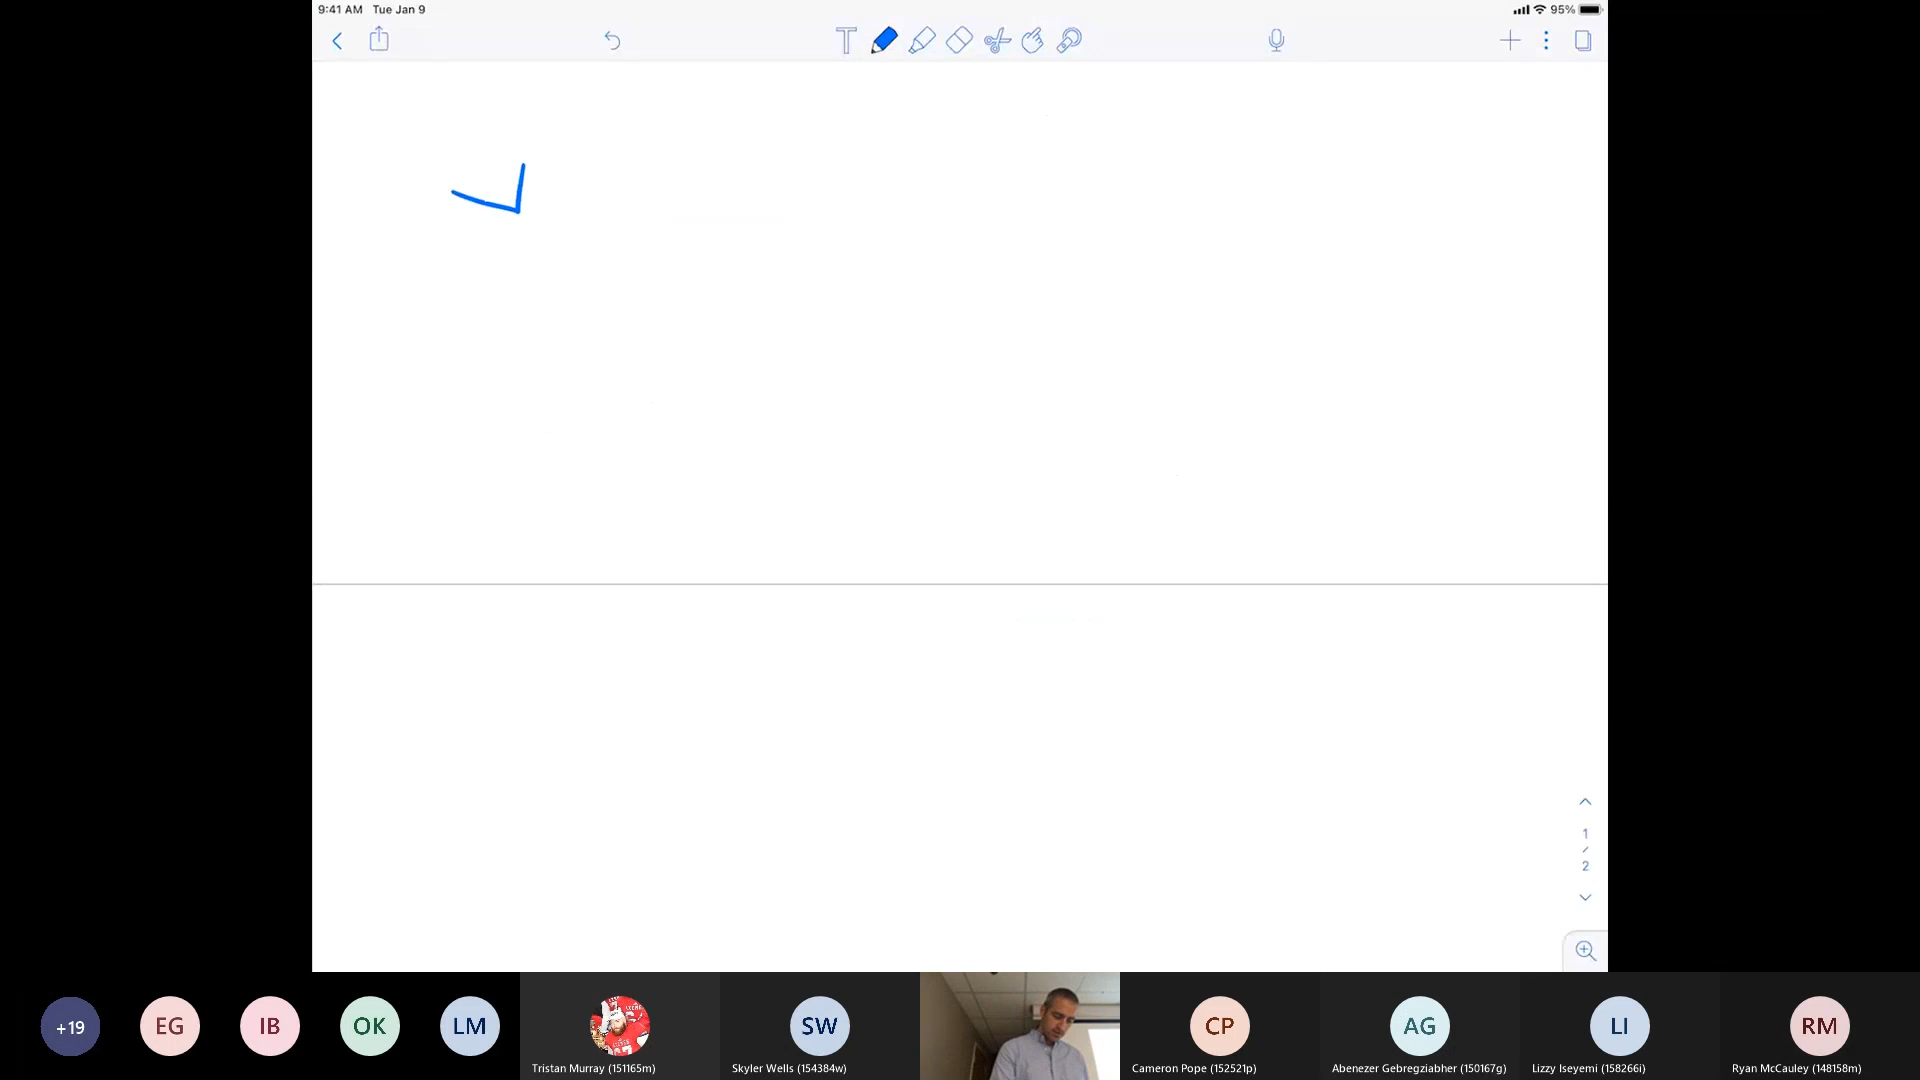 9:41 AM Tue Jan 9
95%
T
1
/
2
+19
EG
IB
OK
LM
SW
CP
AG
LI
RM
Tristan Murray (151165m)
Skyler Wells (154384w)
Cameron Pope (152521p)
Abenezer Gebregziabher (150167g)
Lizzy Iseyemi (158266i)
Ryan McCauley (148158m)